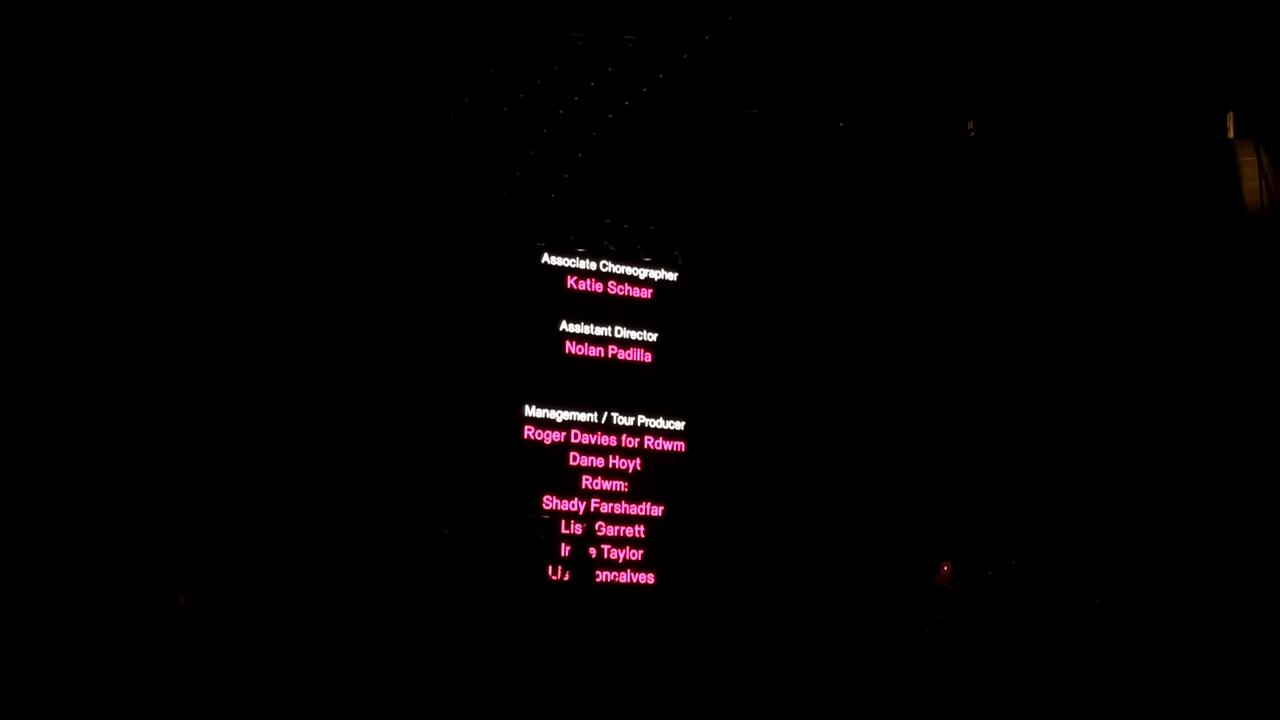 Associate Choreographer
Katie Schaar
Assistant Director
Nolan Padilla
Management / Tour Producer
Roger Davies for Rdwm
Dane Hoyt
Rdwm:
Shady Farshadfar
Garrett
Taylor